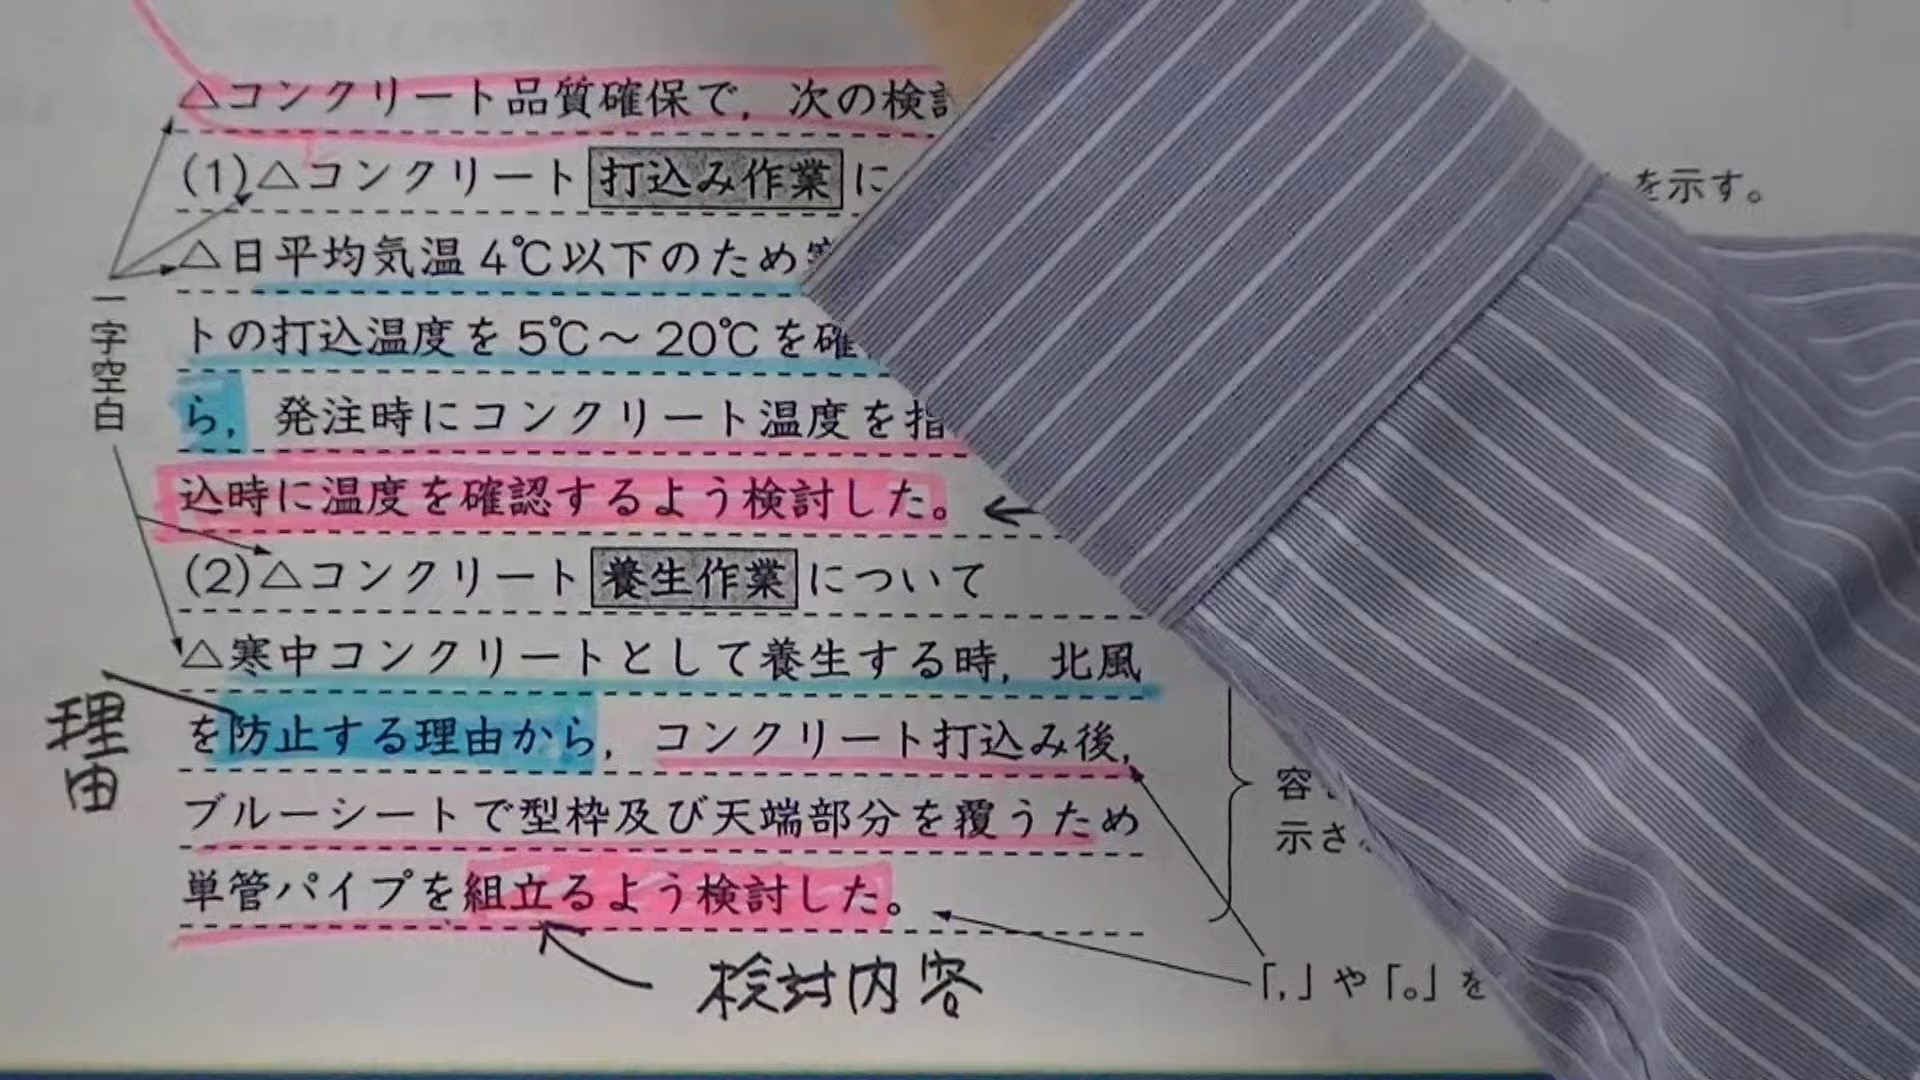 △コンクリート品質確保で，次の検
(1)△コンクリート打込み作業に
を示す。
△日平均気温4℃以下のため
トの打込温度を5℃～20℃を確
一字空白
ら，発注時にコンクリート温度を指
込時に温度を確認するよう検討した。
(2)△コンクリート養生作業について
△寒中コンクリートとして養生する時，北風
理由
を防止する理由から，コンクリート打込み後，
容
ブルーシートで型枠及び天端部分を覆うため
示さ
単管パイプを組立るよう検討した。
検討内容
「，」や「。」を